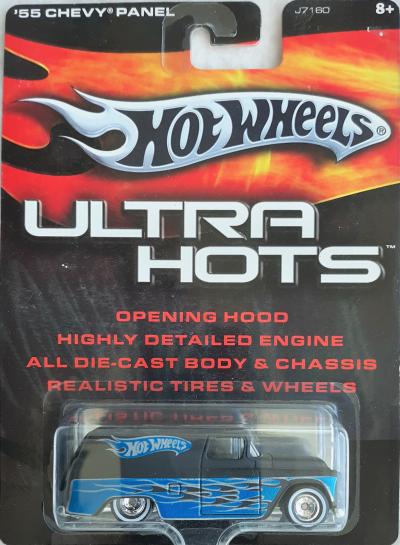 '55 CHEVY PANEL J7160 8+
HOT WHEELS®
ULTRA
HOTS™
OPENING HOOD
HIGHLY DETAILED ENGINE
ALL DIE-CAST BODY & CHASSIS
REALISTIC TIRES & WHEELS
HOT WHEELS